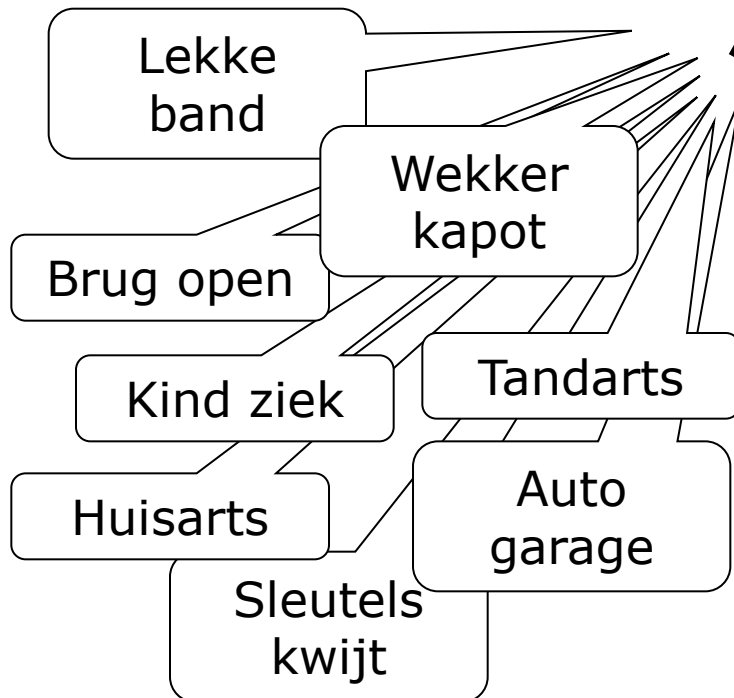 Lekke
band
Wekker
kapot
Brug open
Kind ziek
Tandarts
Huisarts
Auto
garage
Sleutels
kwijt